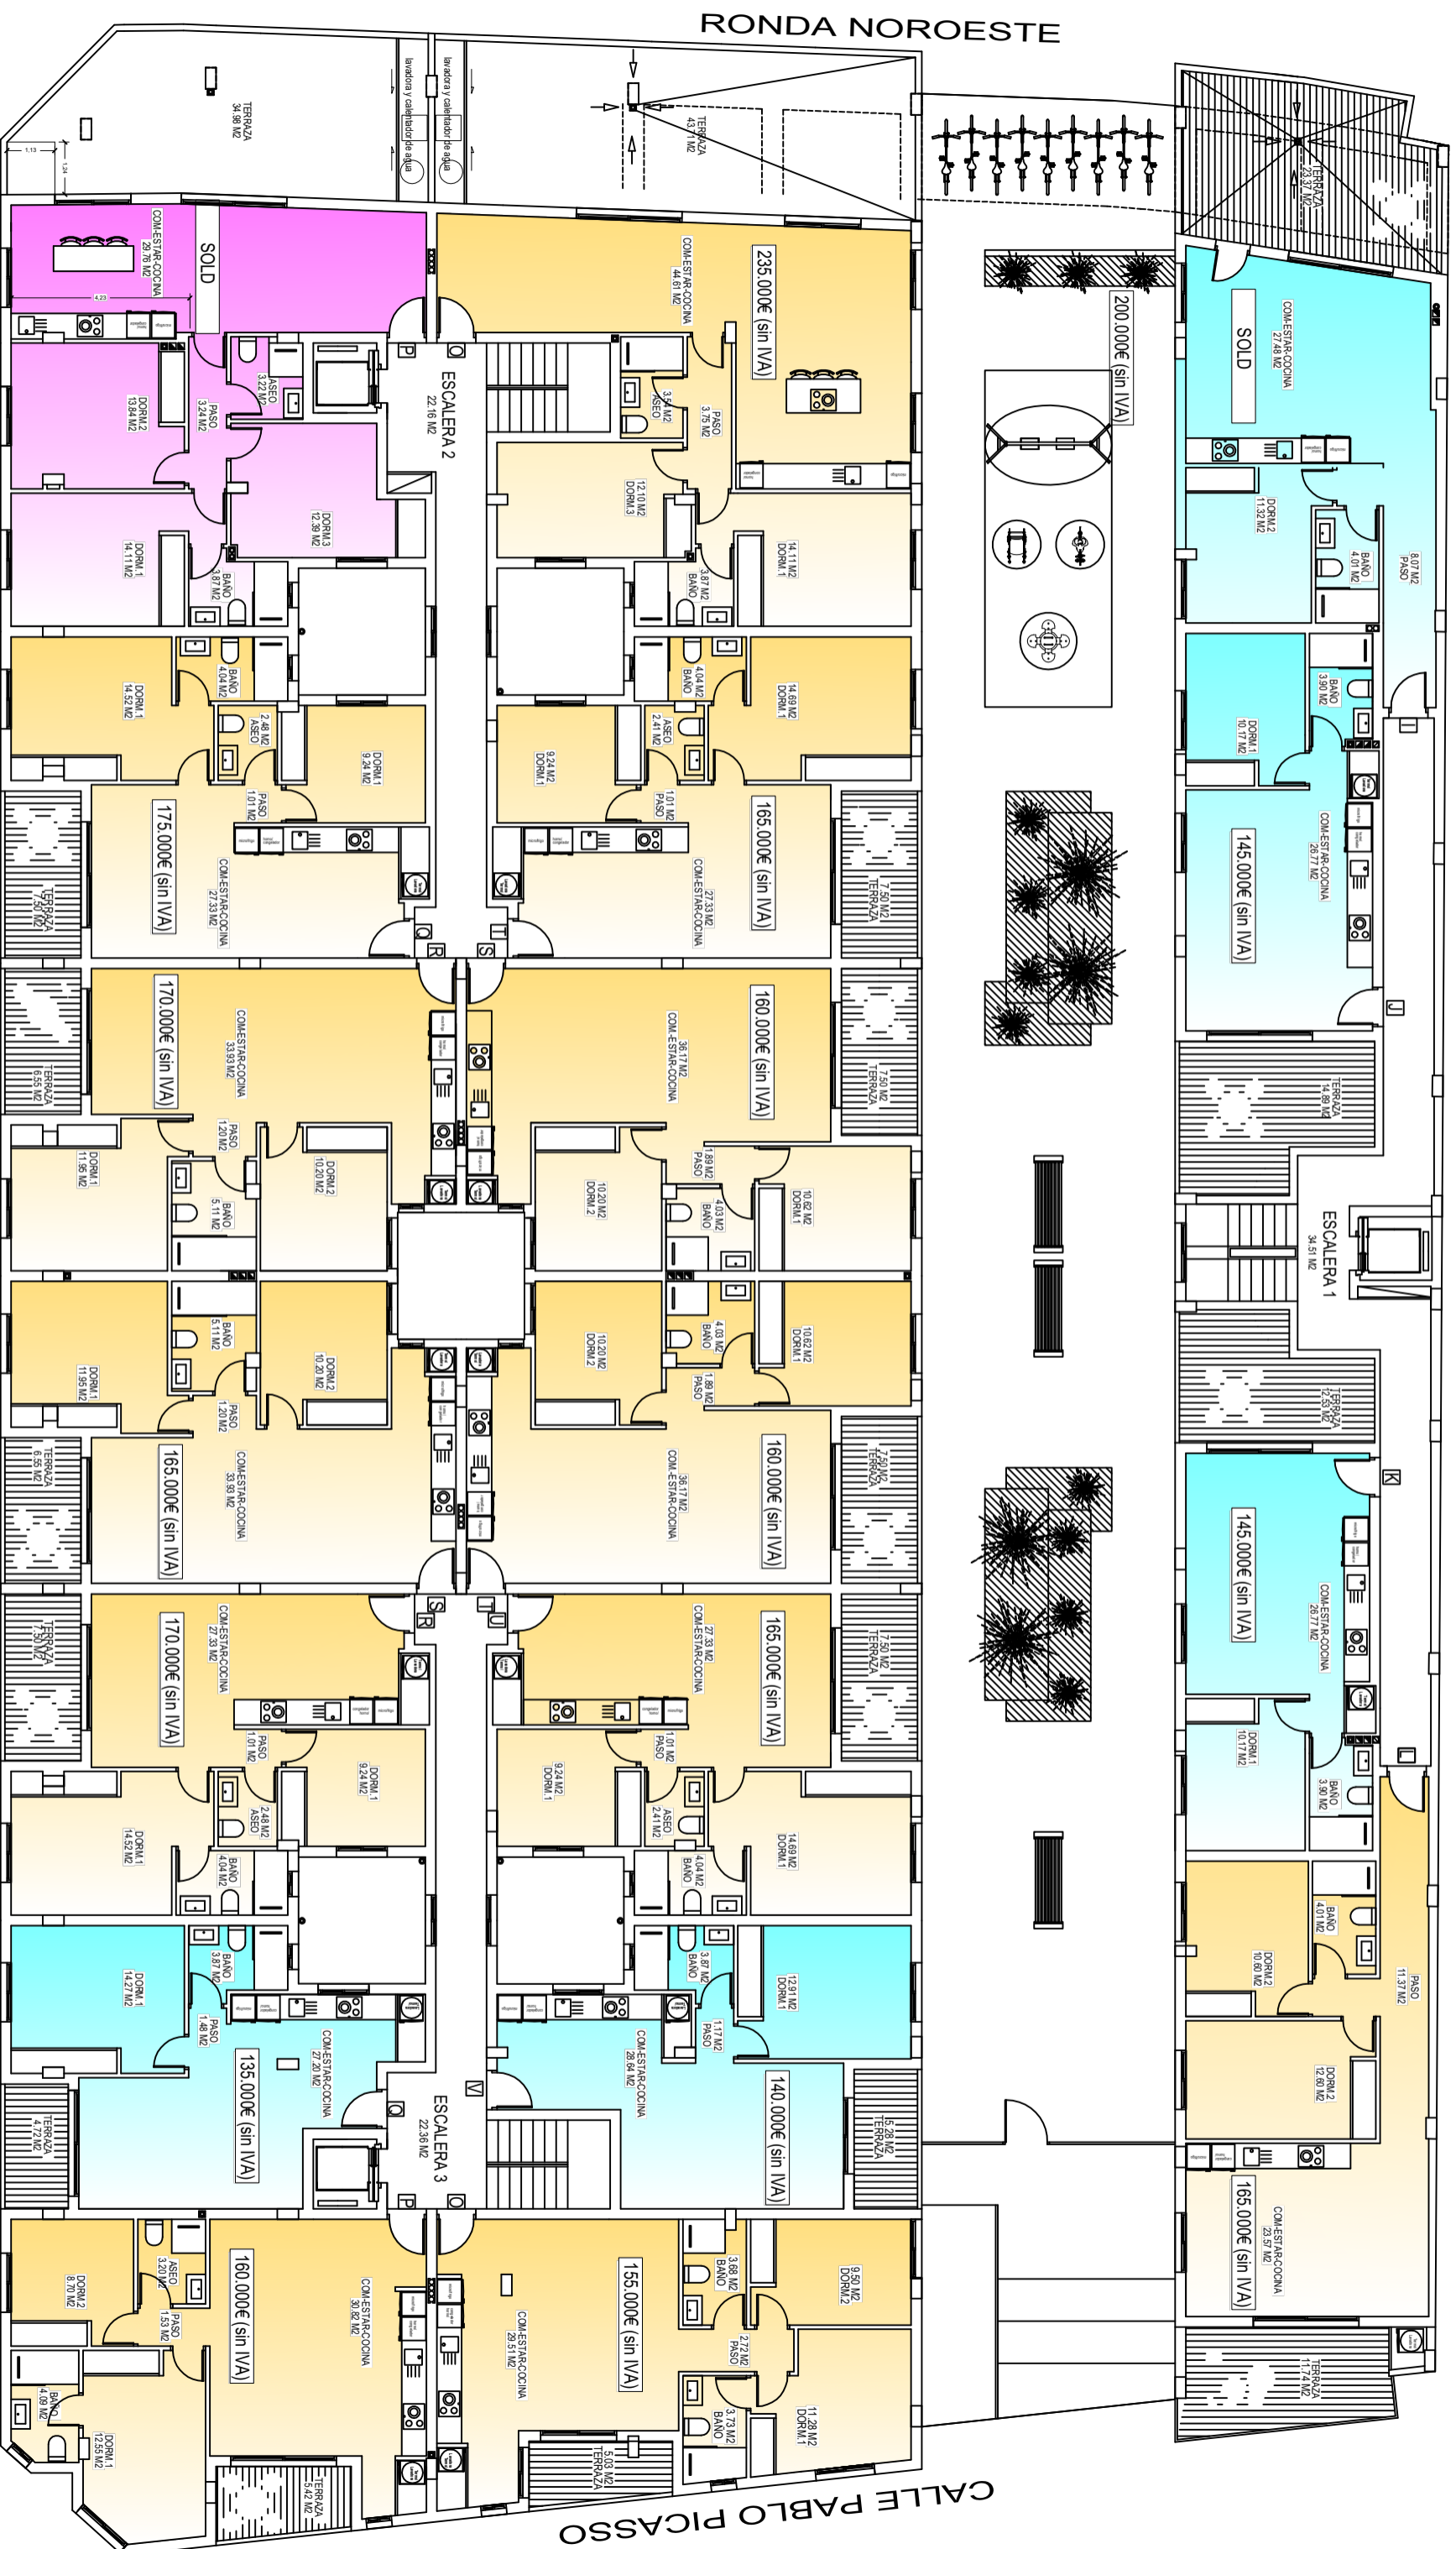 RONDA NOROESTE
TERRAZA
34.98 M2
lavadora y calentador de agua
lavadora y calentador de agua
TERRAZA
43.71 M2
TERRAZA
23.37 M2
1,13
1,24
COM-ESTAR-COCINA
29.76 M2
SOLD
4,23
COM-ESTAR-COCINA
44.61 M2
235.000€ (sin IVA)
200.000€ (sin IVA)
COM-ESTAR-COCINA
27.48 M2
SOLD
P
O
ESCALERA 2
22.16 M2
ASEO
3.22 M2
PASO
3.24 M2
DORM.2
13.84 M2
DORM.3
12.39 M2
DORM.1
14.11 M2
BAÑO
3.87 M2
3.54 M2
ASEO
PASO
3.75 M2
12.10 M2
DORM.3
14.11 M2
DORM.1
3.87 M2
BAÑO
DORM.2
11.32 M2
BAÑO
4.01 M2
8.07 M2
PASO
I
DORM.1
14.52 M2
BAÑO
4.04 M2
2.48 M2
ASEO
DORM.1
9.24 M2
PASO
1.01 M2
175.000€ (sin IVA)
COM-ESTAR-COCINA
27.33 M2
TERRAZA
7.50 M2
4.04 M2
BAÑO
14.69 M2
DORM.1
ASEO
2.41 M2
9.24 M2
DORM.1
1.01 M2
PASO
165.000€ (sin IVA)
27.33 M2
COM-ESTAR-COCINA
7.50 M2
TERRAZA
BAÑO
3.90 M2
DORM.1
10.17 M2
COM-ESTAR-COCINA
26.77 M2
145.000€ (sin IVA)
J
Q
R
S
T
170.000€ (sin IVA)
COM-ESTAR-COCINA
33.93 M2
TERRAZA
6.55 M2
PASO
1.20 M2
DORM.1
11.95 M2
BAÑO
5.11 M2
DORM.2
10.20 M2
160.000€ (sin IVA)
36.17 M2
COM.-ESTAR-COCINA
7.50 M2
TERRAZA
1.89 M2
PASO
10.20 M2
DORM.2
4.03 M2
BAÑO
10.62 M2
DORM.1
TERRAZA
14.89 M2
ESCALERA 1
34.51 M2
TERRAZA
12.53 M2
DORM.1
11.95 M2
BAÑO
5.11 M2
DORM.2
10.20 M2
PASO
1.20 M2
165.000€ (sin IVA)
COM-ESTAR-COCINA
33.93 M2
TERRAZA
6.55 M2
10.20 M2
DORM.2
4.03 M2
BAÑO
10.62 M2
DORM.1
1.89 M2
PASO
160.000€ (sin IVA)
36.17 M2
COM.-ESTAR-COCINA
7.50 M2
TERRAZA
K
145.000€ (sin IVA)
COM-ESTAR-COCINA
26.77 M2
DORM.1
10.17 M2
BAÑO
3.90 M2
L
S
R
T
U
170.000€ (sin IVA)
COM-ESTAR-COCINA
27.33 M2
TERRAZA
7.50 M2
PASO
1.01 M2
DORM.1
9.24 M2
2.48 M2
ASEO
DORM.1
14.52 M2
BAÑO
4.04 M2
165.000€ (sin IVA)
27.33 M2
COM-ESTAR-COCINA
7.50 M2
TERRAZA
1.01 M2
PASO
9.24 M2
DORM.1
ASEO
2.41 M2
14.69 M2
DORM.1
4.04 M2
BAÑO
BAÑO
4.01 M2
DORM.2
10.60 M2
PASO
11.37 M2
DORM.2
12.60 M2
COM-ESTAR-COCINA
23.57 M2
165.000€ (sin IVA)
TERRAZA
11.74 M2
DORM.1
14.27 M2
BAÑO
3.87 M2
PASO
1.48 M2
COM-ESTAR-COCINA
27.20 M2
135.000€ (sin IVA)
TERRAZA
4.72 M2
3.87 M2
BAÑO
12.91 M2
DORM.1
1.17 M2
PASO
COM-ESTAR-COCINA
28.64 M2
140.000€ (sin IVA)
5.28 M2
TERRAZA
V
Q
ESCALERA 3
22.36 M2
P
O
DORM.2
8.70 M2
ASEO
3.20 M2
PASO
1.53 M2
160.000€ (sin IVA)
COM-ESTAR-COCINA
30.82 M2
BAÑO
4.09 M2
DORM.1
12.55 M2
TERRAZA
5.42 M2
155.000€ (sin IVA)
COM-ESTAR-COCINA
29.51 M2
3.68 M2
BAÑO
9.50 M2
DORM.2
2.72 M2
PASO
3.73 M2
BAÑO
11.28 M2
DORM.1
5.03 M2
TERRAZA
CALLE PABLO PICASSO